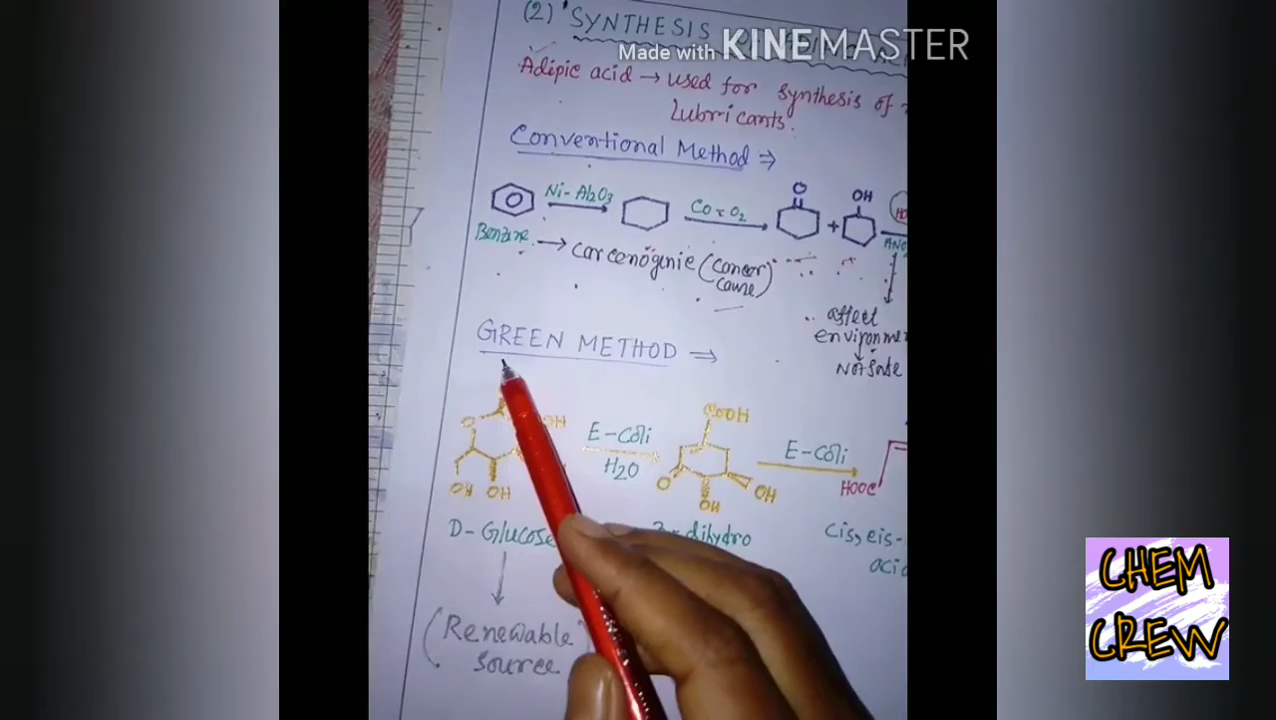 (2) SYNTHESIS
Made with KINEMASTER
Adipic acid → used for synthesis of
Lubricants.
Conventional Method ⇒
Ni-Al2O3
Co - O2
O
OH
+
Benzene → carcenogenic (cancer
cause)
affect
environme
Not safe
GREEN METHOD ⇒
COOH
O
OH
E-Coli
H2O
E-Coli
HOOC
O
OH
OH
OH OH
D-Glucose
dihydro
Cis, cis-
acid
(Renewable
source
CHEM
CREW